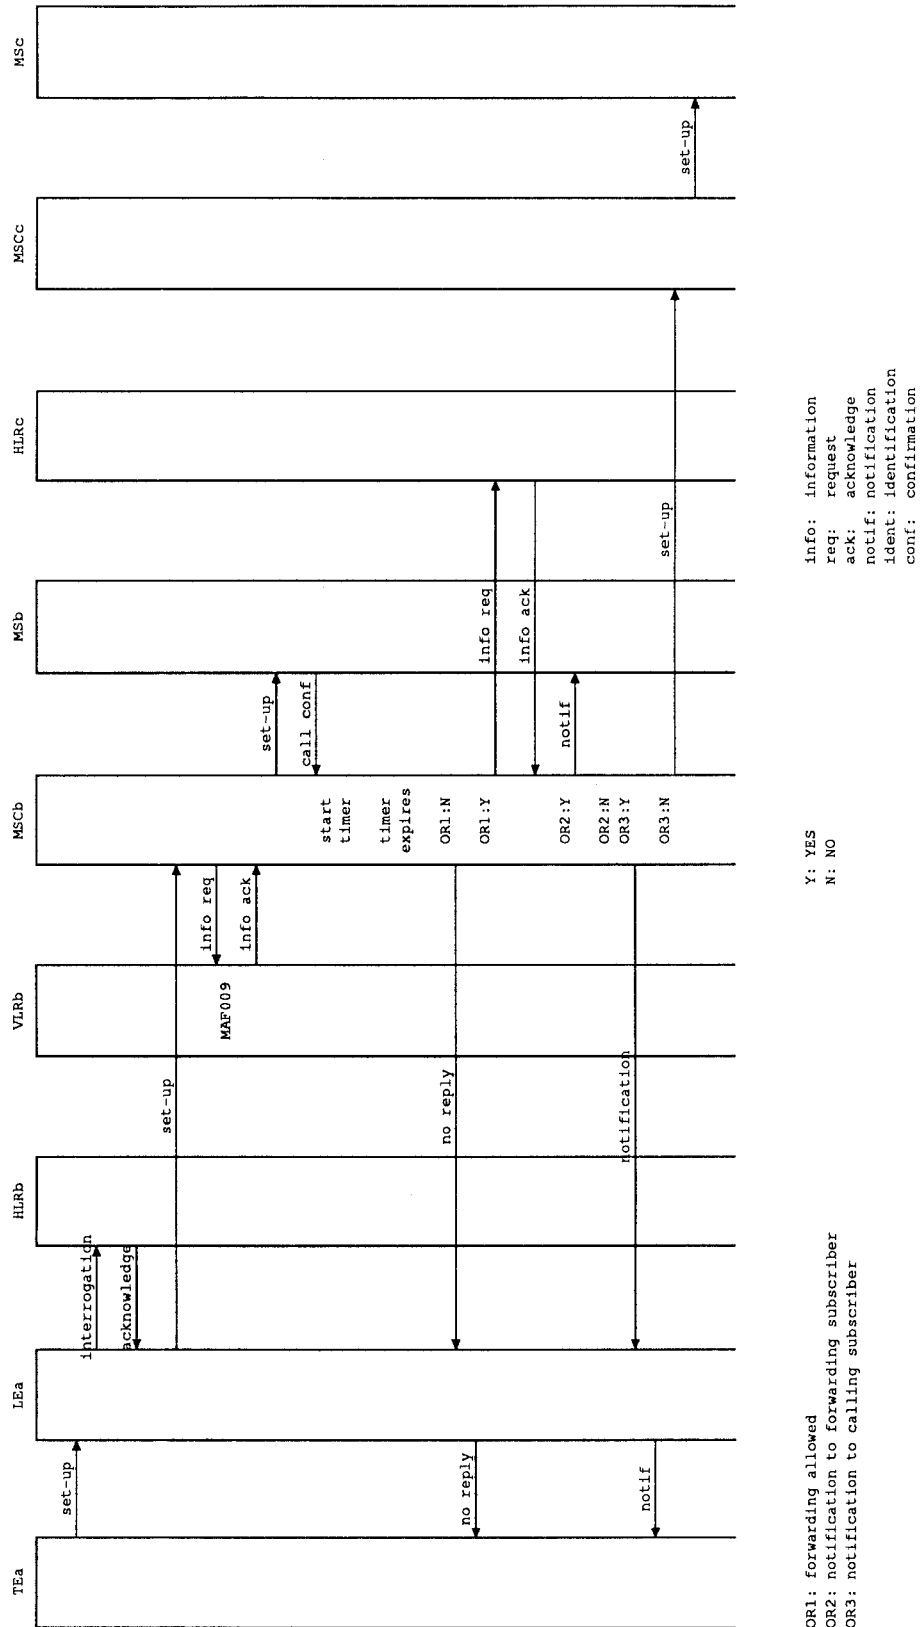 TEa
LEa
HLRb
VLRb
MSCb
MSb
HLRc
MSCc
MSc
set-up
interrogation
acknowledge
set-up
info req
MAF009
info ack
set-up
call conf
start
timer
timer
expires
OR1:N
no reply
no reply
OR1:Y
info req
info ack
OR2:Y
notif
OR2:N
OR3:Y
notification
notif
OR3:N
set-up
set-up
OR1: forwarding allowed
OR2: notification to forwarding subscriber
OR3: notification to calling subscriber
Y: YES
N: NO
info: information
req: request
ack: acknowledge
notif: notification
ident: identification
conf: confirmation